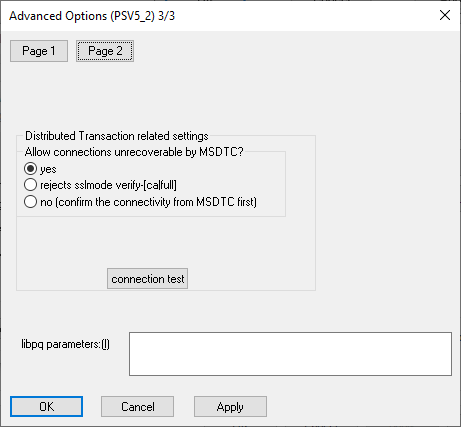 Advanced Options (PSV5_2) 3/3
Page 1 Page 2
Distributed Transaction related settings
Allow connections unrecoverable by MSDTC?
yes
rejects sslmode verify-[ca|full]
no (confirm the connectivity from MSDTC first)
connection test
libpq parameters:(l)
OK Cancel Apply